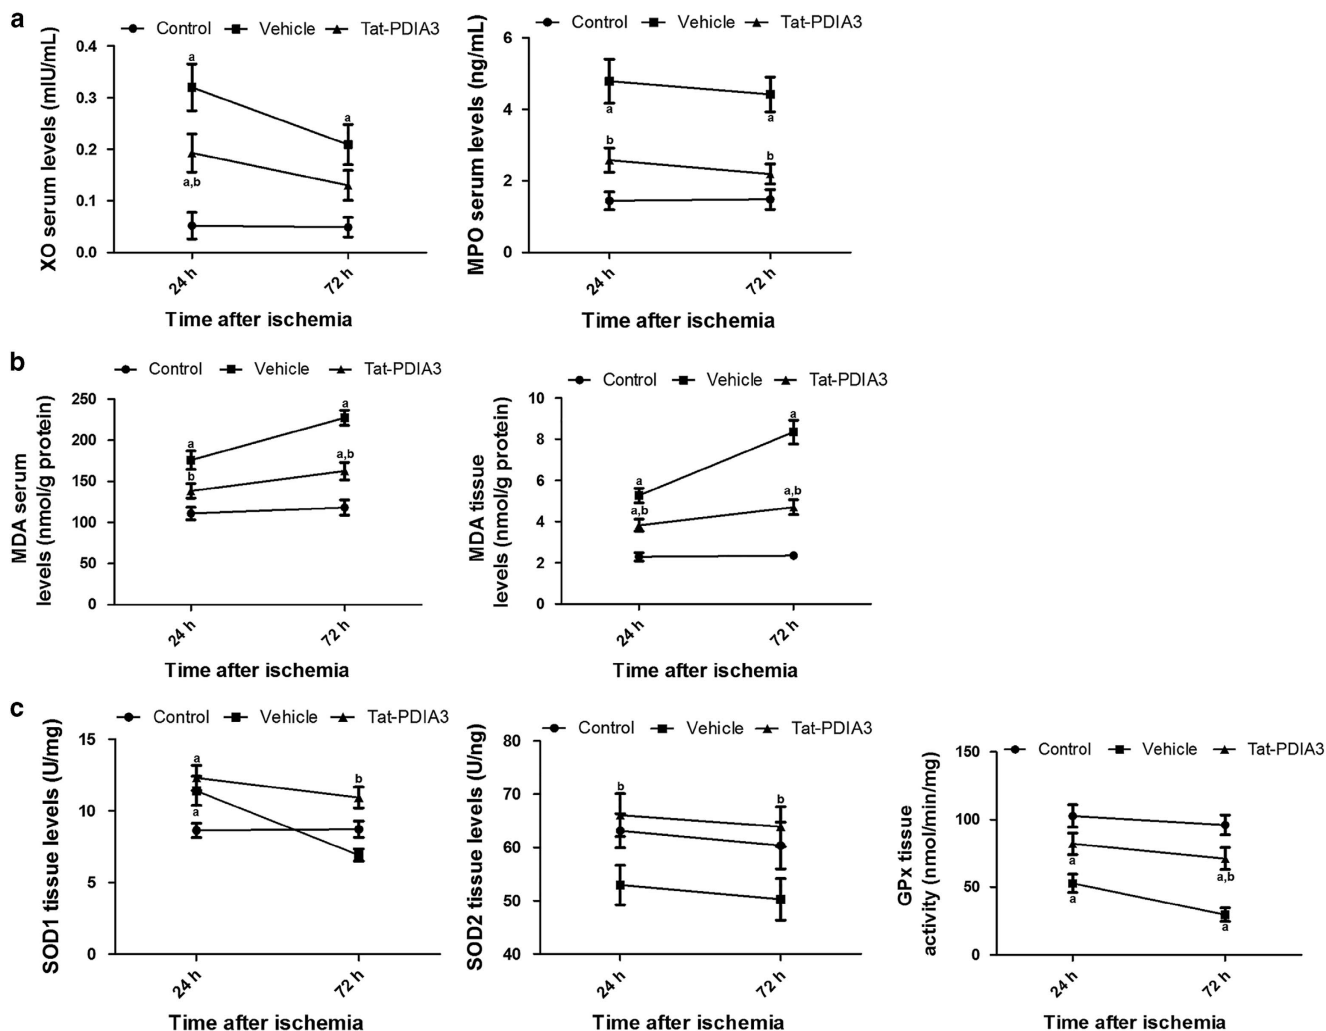 a
Control Vehicle Tat-PDIA3
XO serum levels (mIU/mL)
0.4
0.3
0.2
0.1
0.0
a
a
a,b
24 h
72 h
Time after ischemia
Control Vehicle Tat-PDIA3
MPO serum levels (ng/mL)
6
4
2
0
a
a
b
b
24 h
72 h
Time after ischemia
b
Control Vehicle Tat-PDIA3
MDA serum
levels (nmol/g protein)
250
200
150
100
50
0
a
a
b
a,b
24 h
72 h
Time after ischemia
Control Vehicle Tat-PDIA3
MDA tissue
levels (nmol/g protein)
10
8
6
4
2
0
a
a
a,b
a,b
24 h
72 h
Time after ischemia
c
Control Vehicle Tat-PDIA3
SOD1 tissue levels (U/mg)
15
10
5
0
a
b
a
24 h
72 h
Time after ischemia
Control Vehicle Tat-PDIA3
SOD2 tissue levels (U/ng)
80
70
60
50
40
b
b
24 h
72 h
Time after ischemia
Control Vehicle Tat-PDIA3
GPx tissue
activity (nmol/min/mg)
150
100
50
0
a
a,b
a
a
24 h
72 h
Time after ischemia